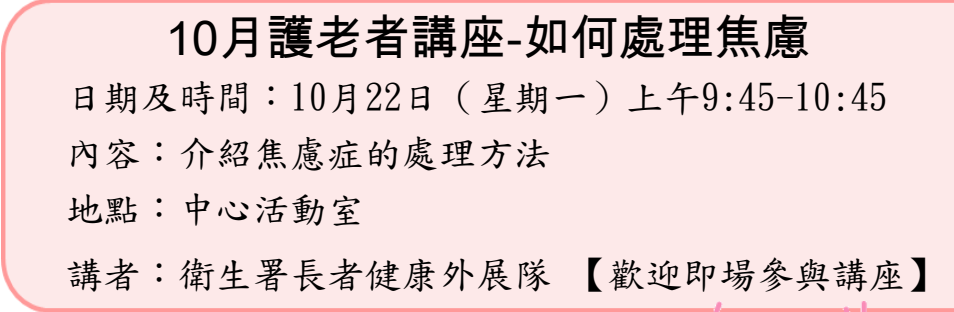 10月護老者講座-如何處理焦慮
日期及時間：10月22日（星期一）上午9:45-10:45
內容：介紹焦慮症的處理方法
地點：中心活動室
講者：衛生署長者健康外展隊 【歡迎即場參與講座】